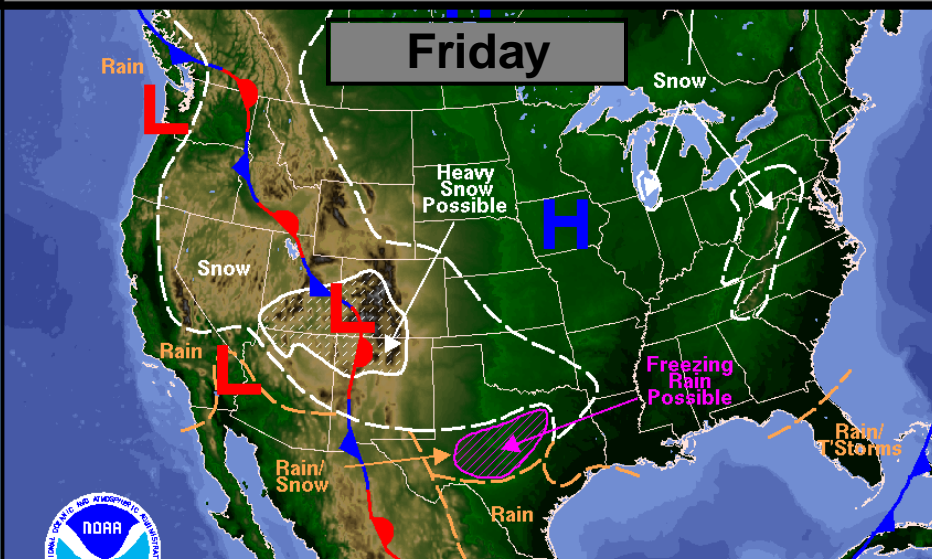 H
Friday
Rain
L
Snow
Heavy
Snow
Possible
H
Snow
L
Rain
L
Freezing
Rain
Possible
Rain/
T'Storms
Rain/
Snow
Rain
NOAA